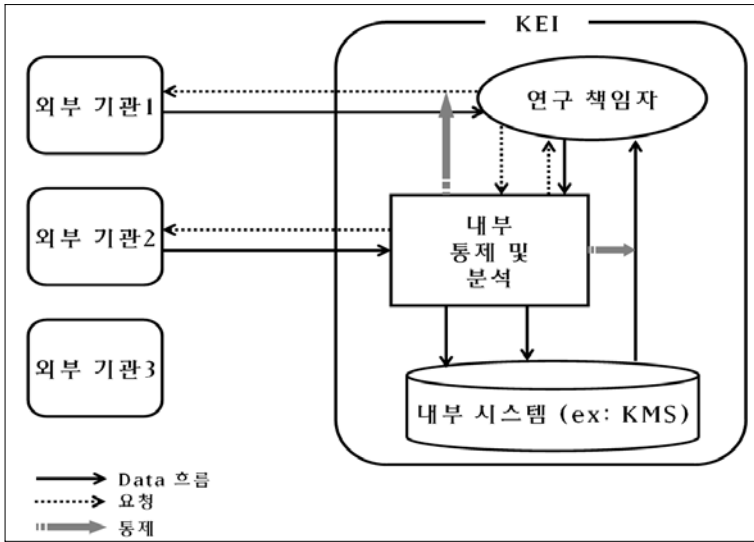 KEI
외부 기관1
연구 책임자
외부 기관2
내부
통제 및
분석
외부 기관3
내부 시스템 (ex: KMS)
Data 흐름
요청
통제